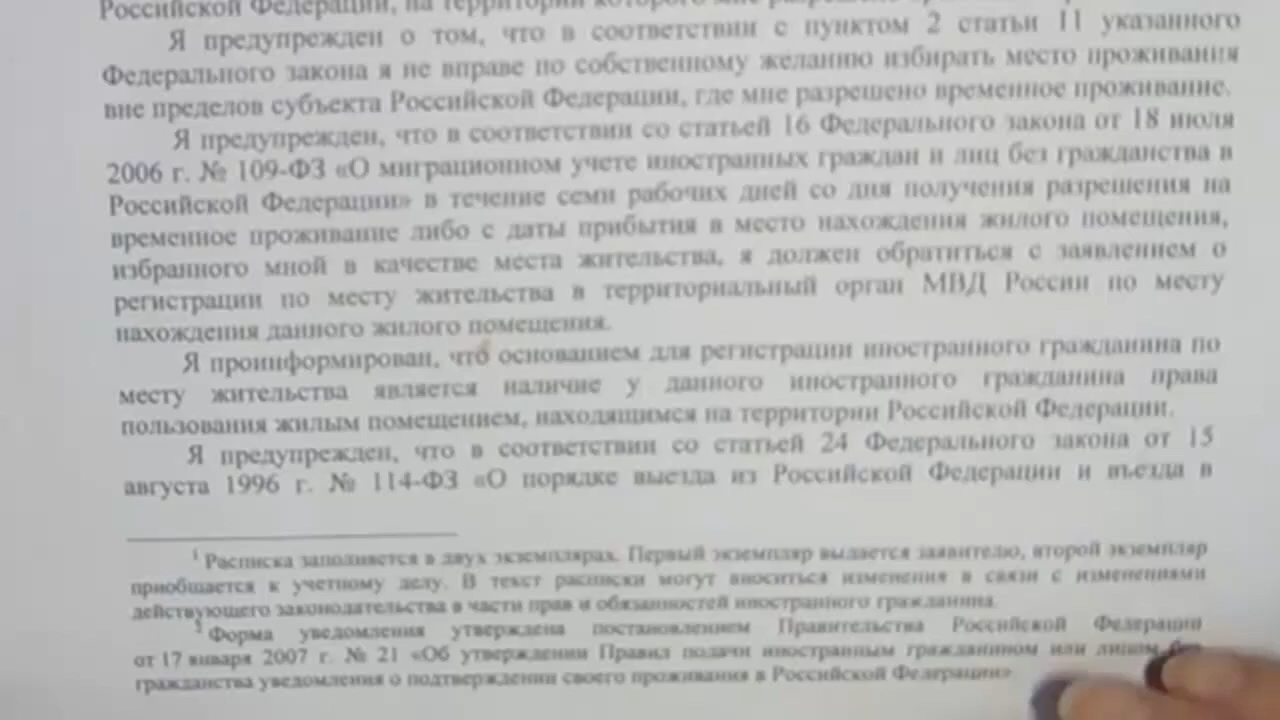 Российской Федерации, на территории которого мне разрешено
Я предупрежден о том, что в соответствии с пунктом 2 статьи 11 указанного
Федерального закона я не вправе по собственному желанию избирать место проживания
вне пределов субъекта Российской Федерации, где мне разрешено временное проживание.
Я предупрежден, что в соответствии со статьей 16 Федерального закона от 18 июля
2006 г. № 109-ФЗ «О миграционном учете иностранных граждан и лиц без гражданства в
Российской Федерации» в течение семи рабочих дней со дня получения разрешения на
временное проживание либо с даты прибытия в место нахождения жилого помещения,
избранного мной в качестве места жительства, я должен обратиться с заявлением о
регистрации по месту жительства в территориальный орган МВД России по месту
нахождения данного жилого помещения.
Я проинформирован, что основанием для регистрации иностранного гражданина по
месту жительства является наличие у данного иностранного гражданина права
пользования жилым помещением, находящимся на территории Российской Федерации.
Я предупрежден, что в соответствии со статьей 24 Федерального закона от 15
августа 1996 г. № 114-ФЗ «О порядке выезда из Российской Федерации и въезда в
1 Расписка заполняется в двух экземплярах. Первый экземпляр выдается заявителю, второй экземпляр
приобщается к учетному делу. В текст расписки могут вноситься изменения в связи с изменениями
действующего законодательства в части прав и обязанностей иностранного гражданина.
2 Форма уведомления утверждена постановлением Правительства Российской Федерации
от 17 января 2007 г. № 21 «Об утверждении Правил подачи иностранным гражданином или лицом без
гражданства уведомления о подтверждении своего проживания в Российской Федерации»